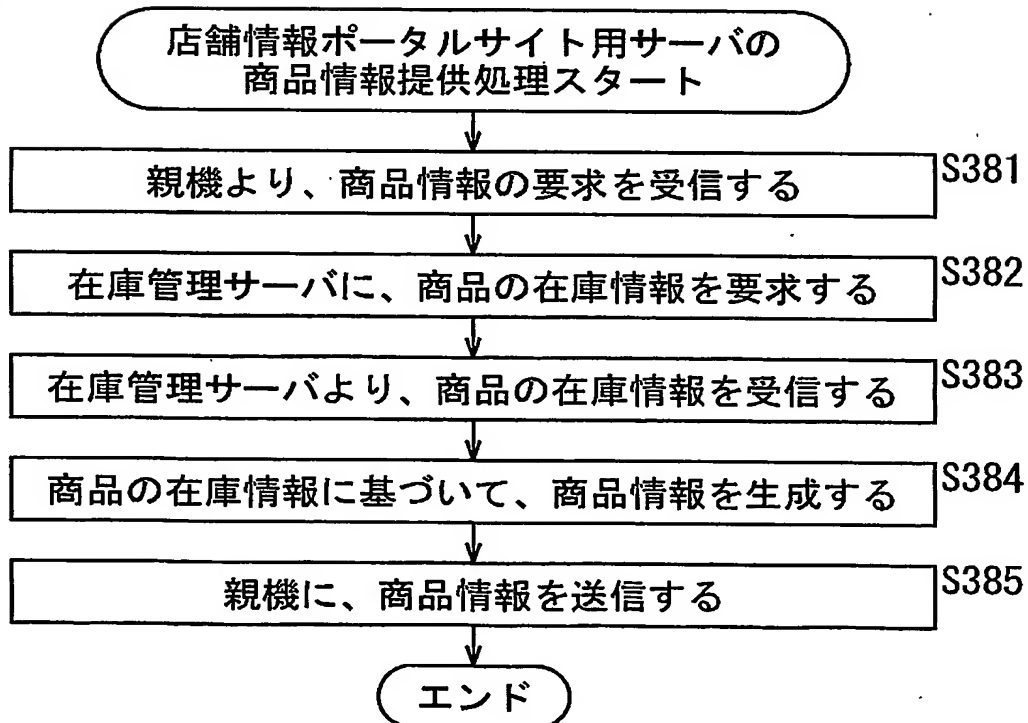 店舗情報ポータルサイト用サーバの
商品情報提供処理スタート
親機より、商品情報の要求を受信する
S381
在庫管理サーバに、商品の在庫情報を要求する
S382
在庫管理サーバより、商品の在庫情報を受信する
S383
商品の在庫情報に基づいて、商品情報を生成する
S384
親機に、商品情報を送信する
S385
エンド